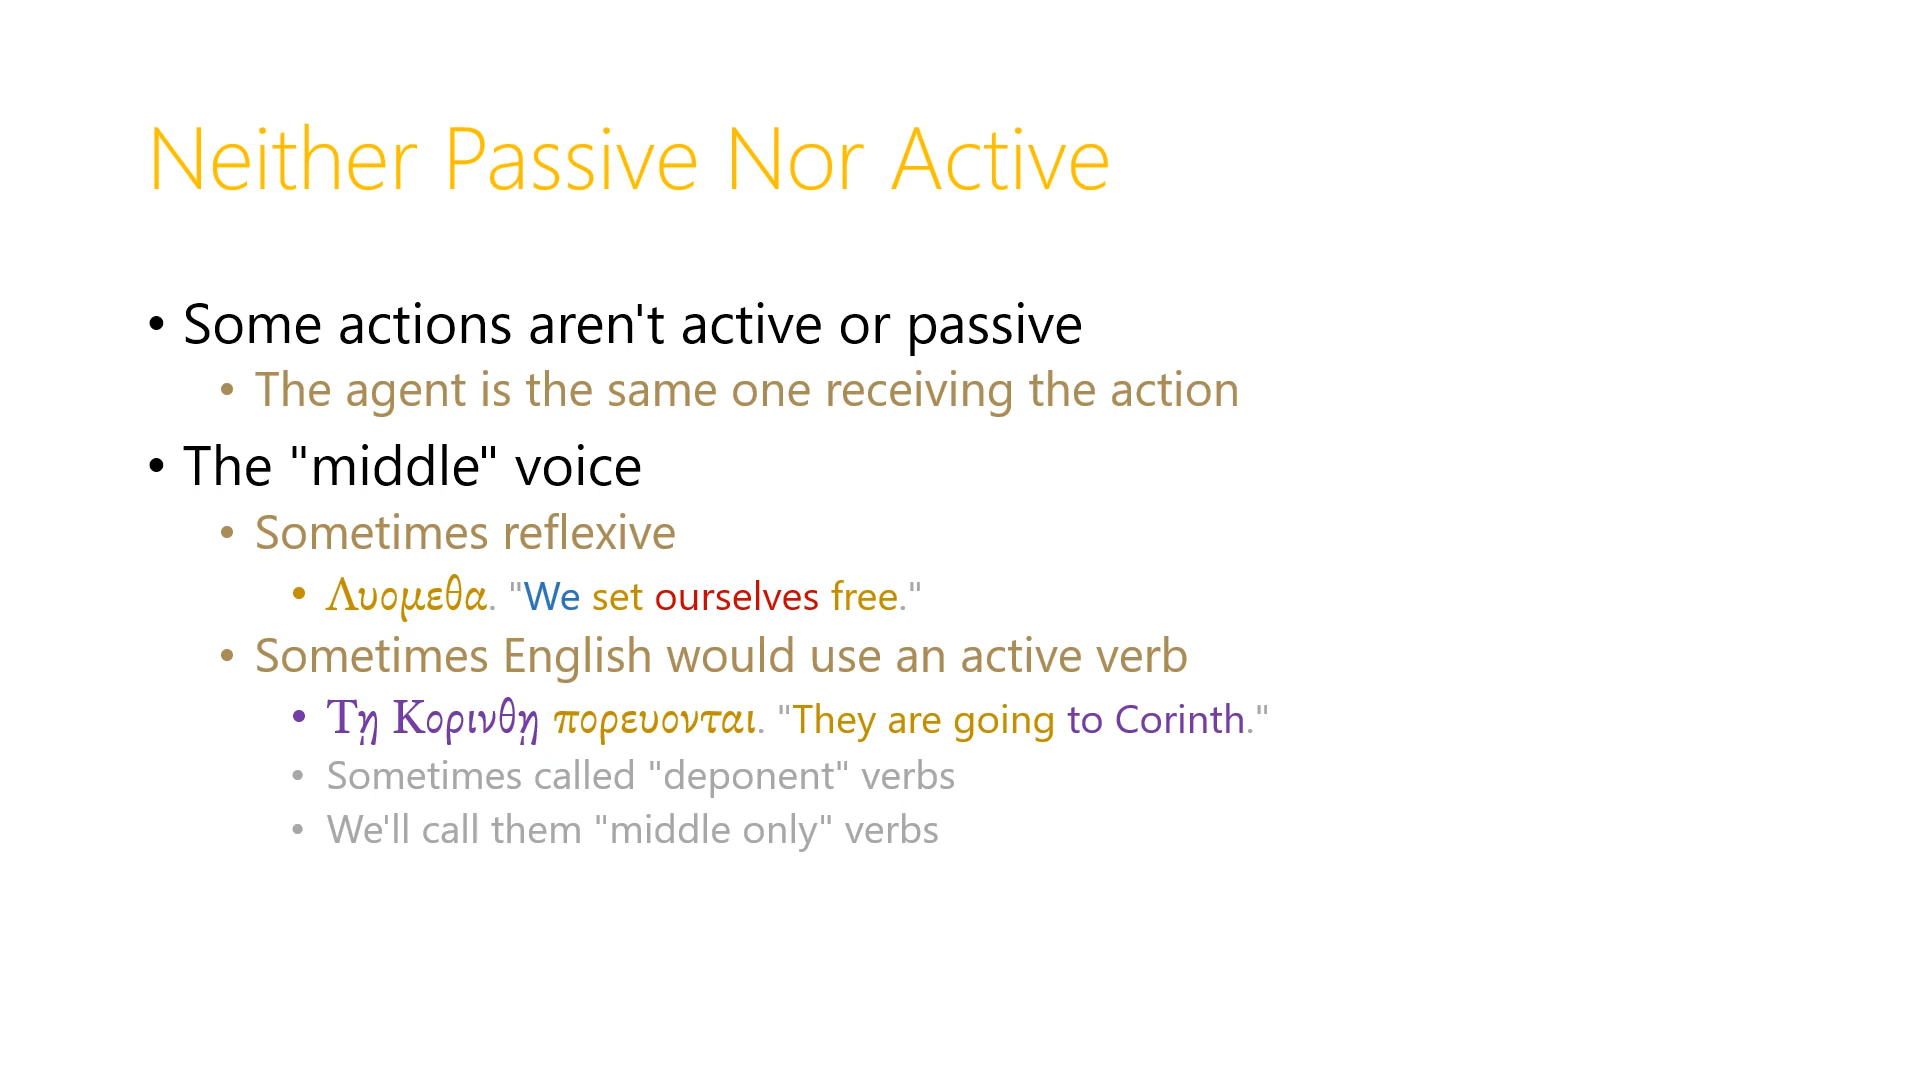 Neither Passive Nor Active
• Some actions aren't active or passive
• The agent is the same one receiving the action
• The "middle" voice
• Sometimes reflexive
• Λυομεθα. "We set ourselves free."
• Sometimes English would use an active verb
• Τῃ Κορινθῃ πορευονται. "They are going to Corinth."
• Sometimes called "deponent" verbs
• We'll call them "middle only" verbs